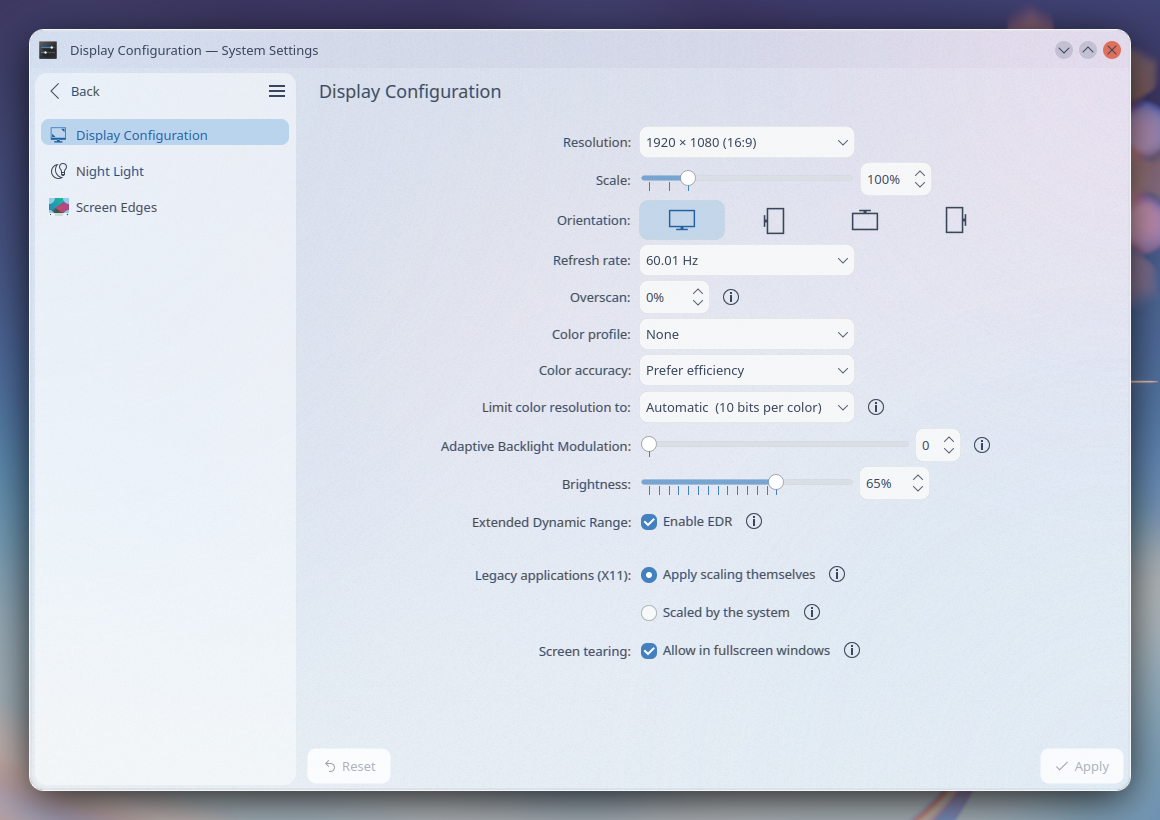 Display Configuration — System Settings
Back
Display Configuration
Night Light
Screen Edges
Display Configuration
Resolution: 1920 × 1080 (16:9)
Scale: 100%
Orientation:
Refresh rate: 60.01 Hz
Overscan: 0%
Color profile: None
Color accuracy: Prefer efficiency
Limit color resolution to: Automatic (10 bits per color)
Adaptive Backlight Modulation: 0
Brightness: 65%
Extended Dynamic Range: Enable EDR
Legacy applications (X11): Apply scaling themselves
Scaled by the system
Screen tearing: Allow in fullscreen windows
Reset
Apply